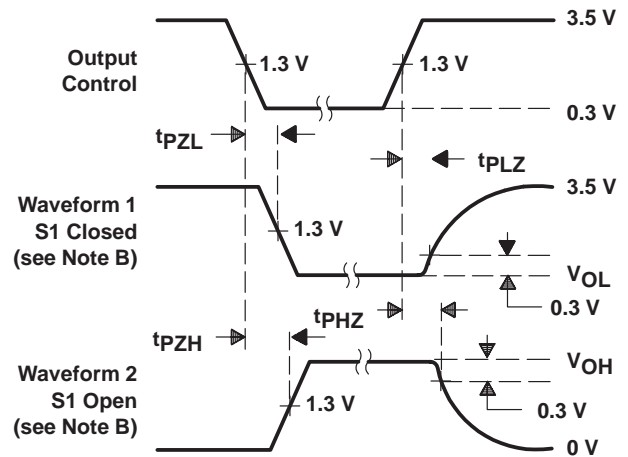 3.5 V
Output
Control
1.3 V
1.3 V
0.3 V
tPZL
tPLZ
3.5 V
Waveform 1
S1 Closed
(see Note B)
1.3 V
VOL
0.3 V
tPHZ
tPZH
VOH
Waveform 2
S1 Open
(see Note B)
1.3 V
0.3 V
0 V